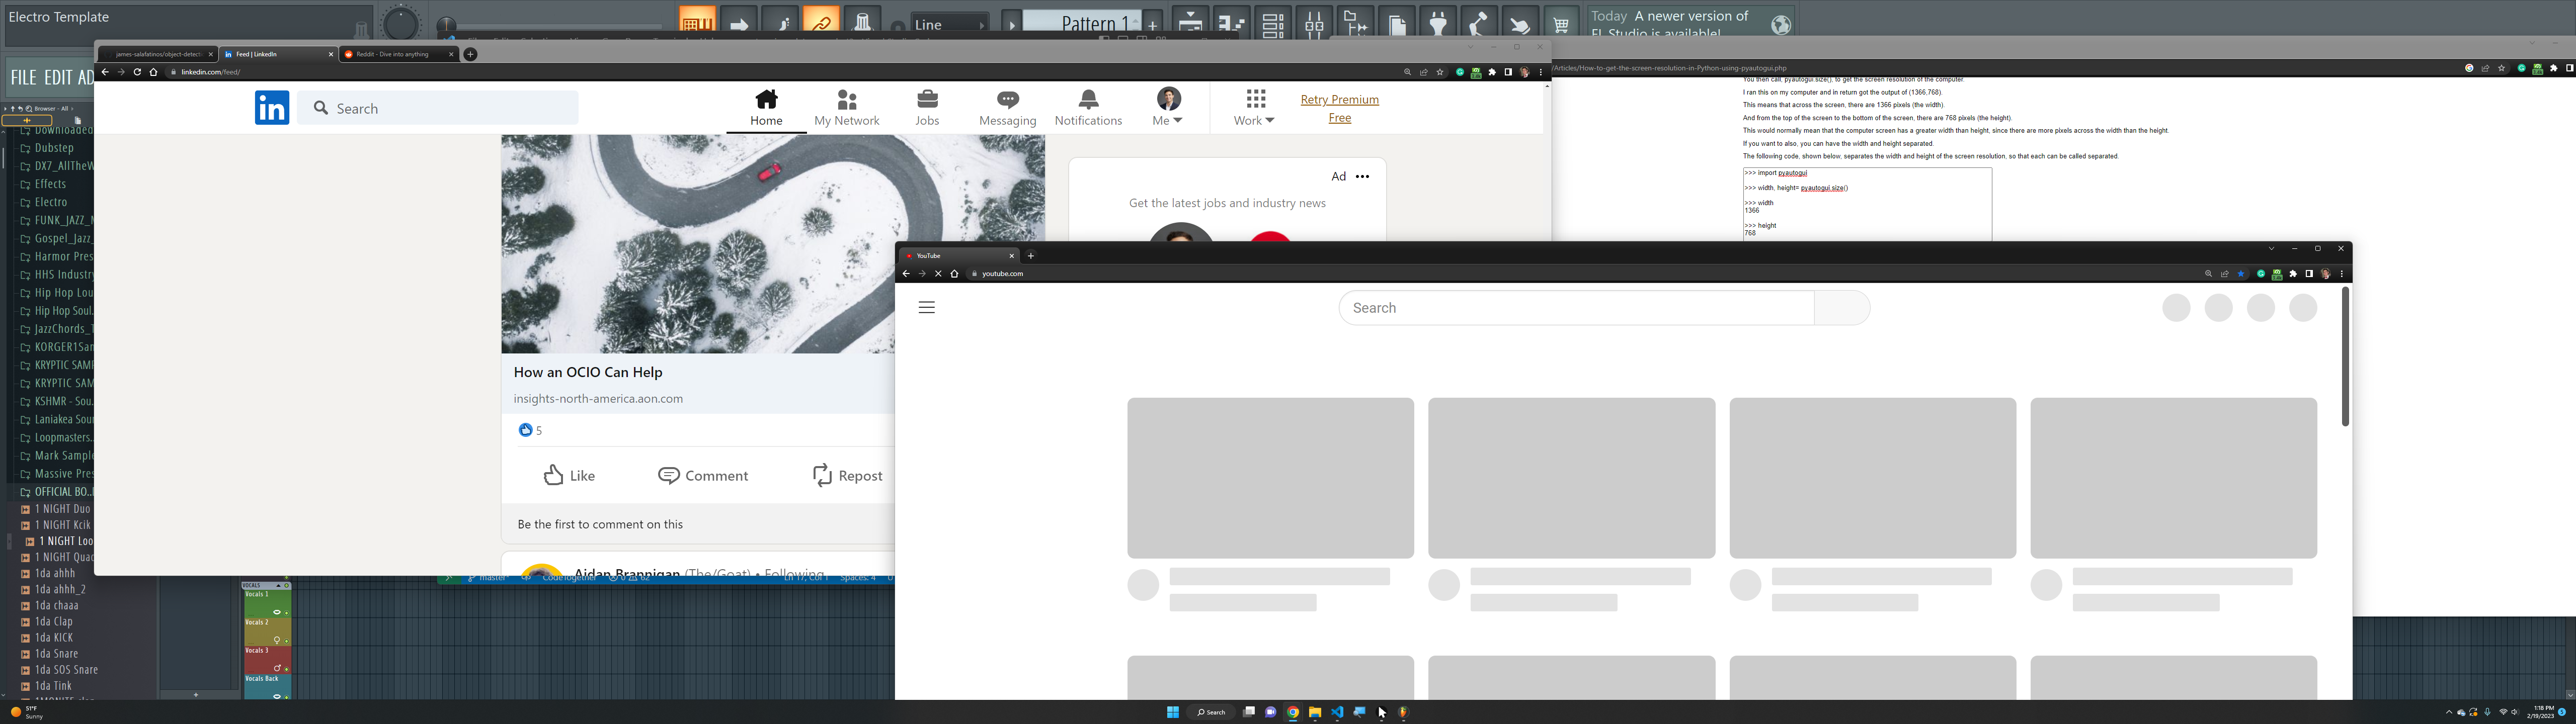 Electro Template
FILE EDIT AD
Line
Pattern 1
Today A newer version of
FL Studio is available!
Browser - All
Downloaded
Dubstep
DX7_AllTheW
Effects
Electro
FUNK_JAZZ_
Gospel_Jazz_
Harmor Pres
HHS Industry
Hip Hop Lou
Hip Hop Soul.
JazzChords_
KORGER1San
KRYPTIC SAMP
KRYPTIC SAM
KSHMR - Sou..
Laniakea Sour
Loopmasters..
Mark Sample
Massive Pres
OFFICIAL BO..
1 NIGHT Duo
1 NIGHT Kcik
1 NIGHT Loo
1 NIGHT Quac
1da ahhh
1da ahhh_2
1da chaaa
1da Clap
1da KICK
1da Snare
1da SOS Snare
1da Tink
VOCALS
Vocals 1
Vocals 2
Vocals 3
Vocals Back
james-salafatinos/object-detect
Feed | LinkedIn
Reddit - Dive into anything
linkedin.com/feed/
in
Search
Home
My Network
Jobs
Messaging
Notifications
Me
Work
Retry Premium
Free
Ad
Get the latest jobs and industry news
How an OCIO Can Help
insights-north-america.aon.com
5
Like
Comment
Repost
Be the first to comment on this
Aidan Brannigan (The/Goat) • Following
master
CodeTogether
Ln 17, Col 1
Spaces: 4
/Articles/How-to-get-the-screen-resolution-in-Python-using-pyautogui.php
You then call, pyautogui.size(), to get the screen resolution of the computer.
I ran this on my computer and in return got the output of (1366,768).
This means that across the screen, there are 1366 pixels (the width).
And from the top of the screen to the bottom of the screen, there are 768 pixels (the height).
This would normally mean that the computer screen has a greater width than height, since there are more pixels across the width than the height.
If you want to also, you can have the width and height separated.
The following code, shown below, separates the width and height of the screen resolution, so that each can be called separated.
>>> import pyautogui
>>> width, height= pyautogui.size()
>>> width
1366
>>> height
768
YouTube
youtube.com
Search
51°F
Sunny
Search
1:18 PM
2/19/2023